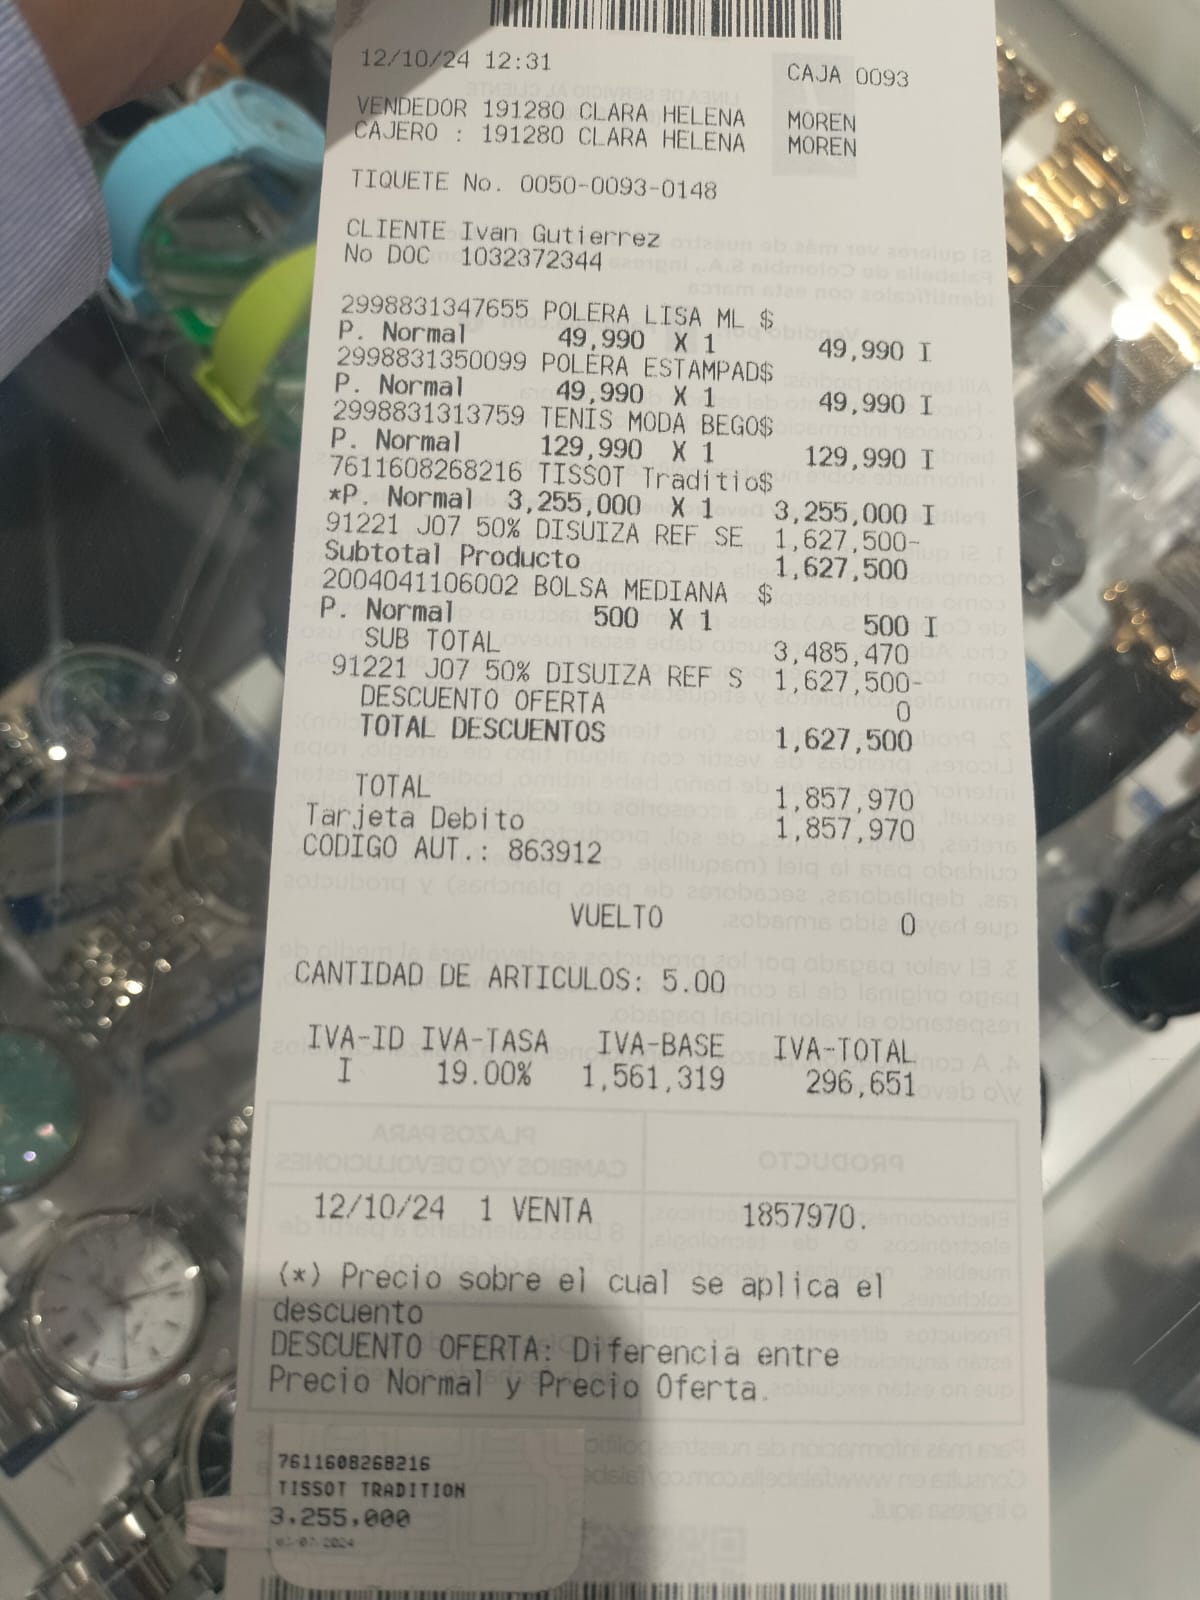 12/10/24 12:31 CAJA 0093
VENDEDOR 191280 CLARA HELENA MOREN
CAJERO : 191280 CLARA HELENA MOREN
TIQUETE No. 0050-0093-0148
CLIENTE Ivan Gutierrez
No DOC 1032372344
2998831347655 POLERA LISA ML $
P. Normal 49,990 X 1 49,990 I
2998831350099 POLERA ESTAMPAD$
P. Normal 49,990 X 1 49,990 I
2998831313759 TENIS MODA BEGO$
P. Normal 129,990 X 1 129,990 I
7611608268216 TISSOT Traditio$
*P. Normal 3,255,000 X 1 3,255,000 I
91221 J07 50% DISUIZA REF SE 1,627,500-
Subtotal Producto 1,627,500
2004041106002 BOLSA MEDIANA $
P. Normal 500 X 1 500 I
SUB TOTAL 3,485,470
91221 J07 50% DISUIZA REF S 1,627,500-
DESCUENTO OFERTA 0
TOTAL DESCUENTOS 1,627,500
TOTAL 1,857,970
Tarjeta Debito 1,857,970
CODIGO AUT.: 863912
VUELTO 0
CANTIDAD DE ARTICULOS: 5.00
IVA-ID IVA-TASA IVA-BASE IVA-TOTAL
I 19.00% 1,561,319 296,651
12/10/24 1 VENTA 1857970.
(*) Precio sobre el cual se aplica el
descuento
DESCUENTO OFERTA: Diferencia entre
Precio Normal y Precio Oferta.
7611608268216
TISSOT TRADITION
3.255,000